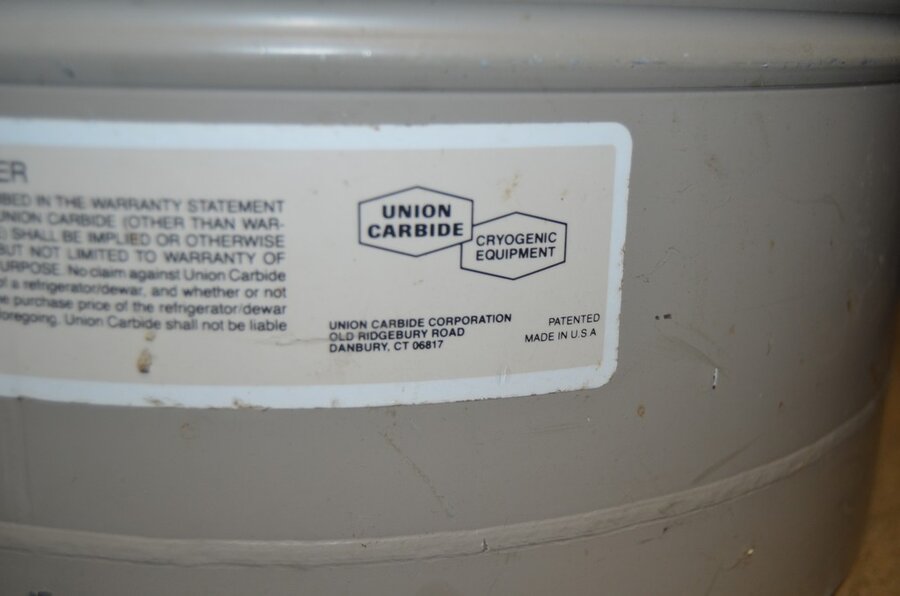 ER
IBED IN THE WARRANTY STATEMENT
UNION CARBIDE (OTHER THAN WAR-
E) SHALL BE IMPLIED OR OTHERWISE
BUT NOT LIMITED TO WARRANTY OF
URPOSE. No claim against Union Carbide
of a refrigerator/dewar, and whether or not
he purchase price of the refrigerator/dewar
foregoing. Union Carbide shall not be liable
UNION
CARBIDE
CRYOGENIC
EQUIPMENT
UNION CARBIDE CORPORATION
OLD RIDGEBURY ROAD
DANBURY, CT 06817
PATENTED
MADE IN U.S.A